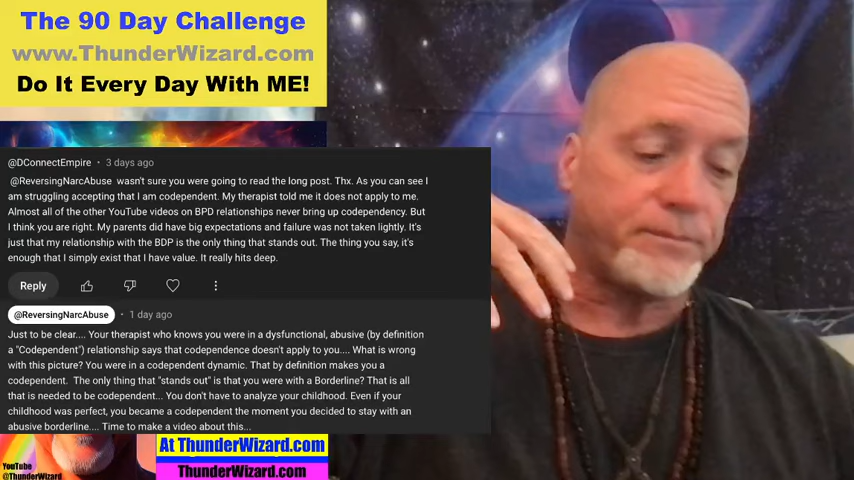 The 90 Day Challenge
www.ThunderWizard.com
Do It Every Day With ME!
@DConnectEmpire • 3 days ago
@ReversingNarcAbuse wasn't sure you were going to read the long post. Thx. As you can see I
am struggling accepting that I am codependent. My therapist told me it does not apply to me.
Almost all of the other YouTube videos on BPD relationships never bring up codependency. But
I think you are right. My parents did have big expectations and failure was not taken lightly. It's
just that my relationship with the BDP is the only thing that stands out. The thing you say, it's
enough that I simply exist that I have value. It really hits deep.
Reply
@ReversingNarcAbuse • 1 day ago
Just to be clear.... Your therapist who knows you were in a dysfunctional, abusive (by definition
a "Codependent") relationship says that codependence doesn't apply to you.... What is wrong
with this picture? You were in a codependent dynamic. That by definition makes you a
codependent. The only thing that "stands out" is that you were with a Borderline? That is all
that is needed to be codependent... You don't have to analyze your childhood. Even if your
childhood was perfect, you became a codependent the moment you decided to stay with an
abusive borderline.... Time to make a video about this...
At ThunderWizard.com
YouTube
@ThunderWizard
ThunderWizard.com